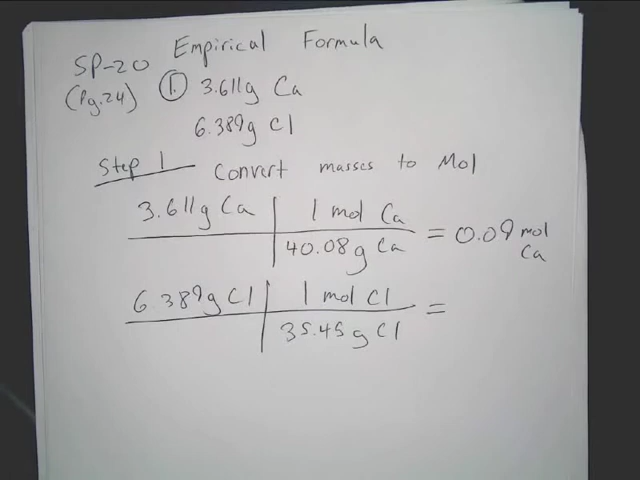 Empirical Formula
SP-20
(Pg.24) 1. 3.611g Ca
6.389g Cl
Step 1 Convert masses to Mol
3.611g Ca 1 mol Ca
40.08g Ca = 0.09 mol
Ca
6.389g Cl 1 mol Cl =
35.45g Cl